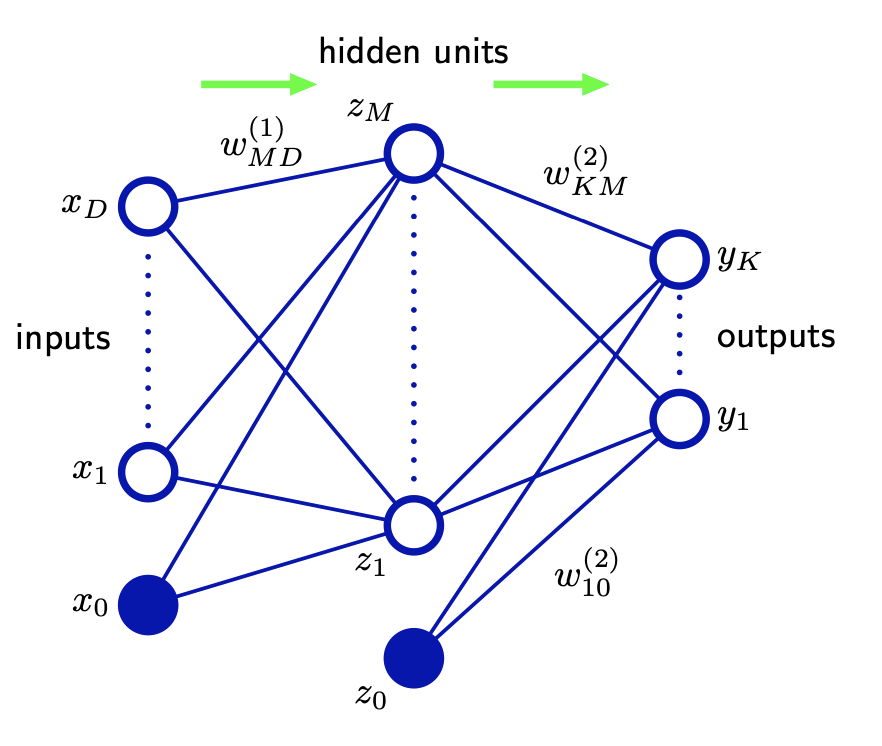 hidden units
z_M
w_{MD}^{(1)}
w_{KM}^{(2)}
x_D
y_K
inputs
outputs
y_1
x_1
z_1
w_{10}^{(2)}
x_0
z_0